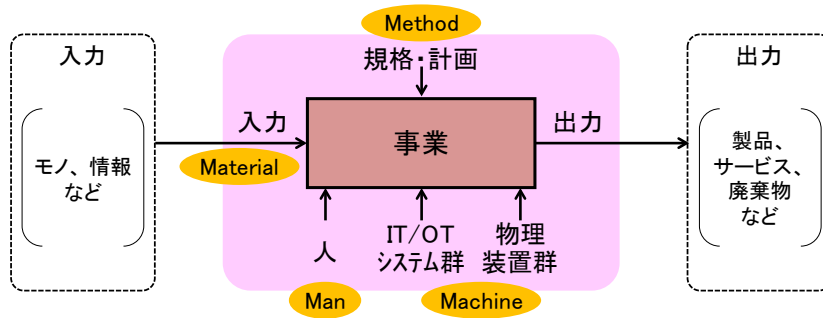 Method
規格・計画
入力
モノ、情報
など
入力
Material
事業
出力
出力
製品、
サービス、
廃棄物
など
人
IT/OT
システム群
物理
装置群
Man
Machine